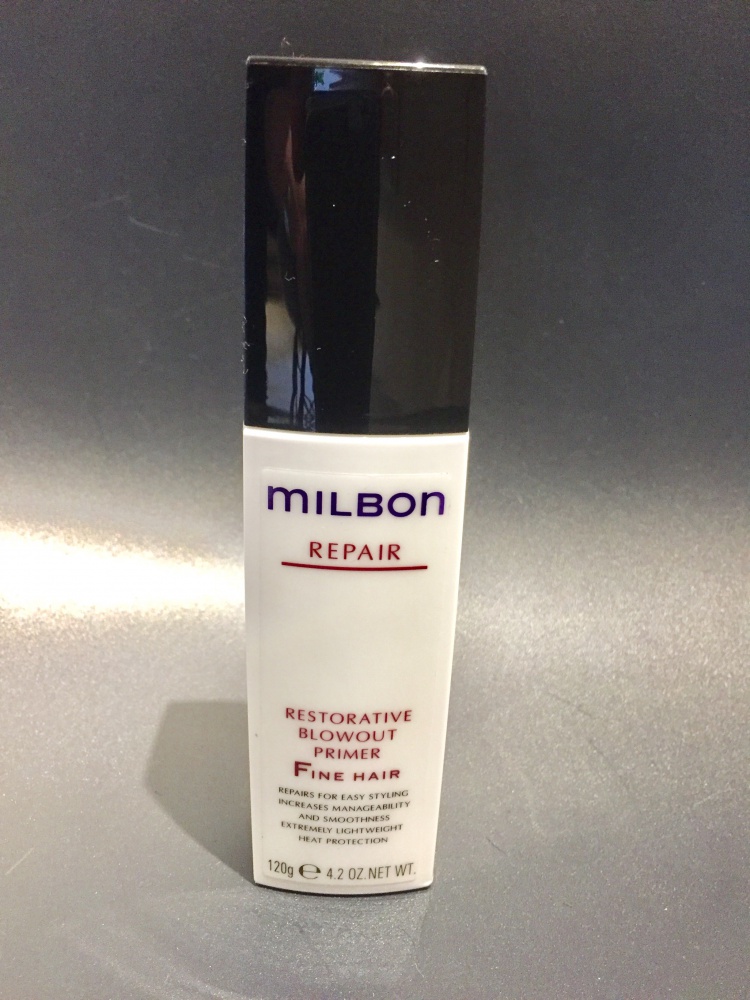 MILBON
REPAIR
RESTORATIVE
BLOWOUT
PRIMER
FINE HAIR
REPAIRS FOR EASY STYLING
INCREASES MANAGEABILITY
AND SMOOTHNESS
EXTREMELY LIGHTWEIGHT
HEAT PROTECTION
120g ℮ 4.2 OZ.NET WT.